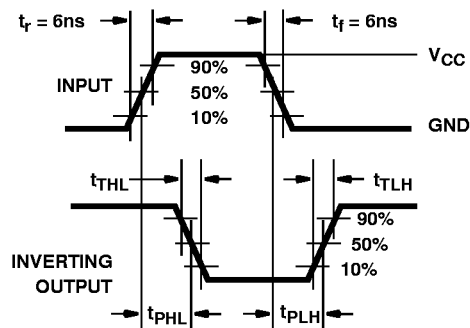 tr = 6ns
tf = 6ns
VCC
INPUT
90%
50%
10%
GND
tTHL
tTLH
90%
50%
10%
INVERTING
OUTPUT
tPHL
tPLH